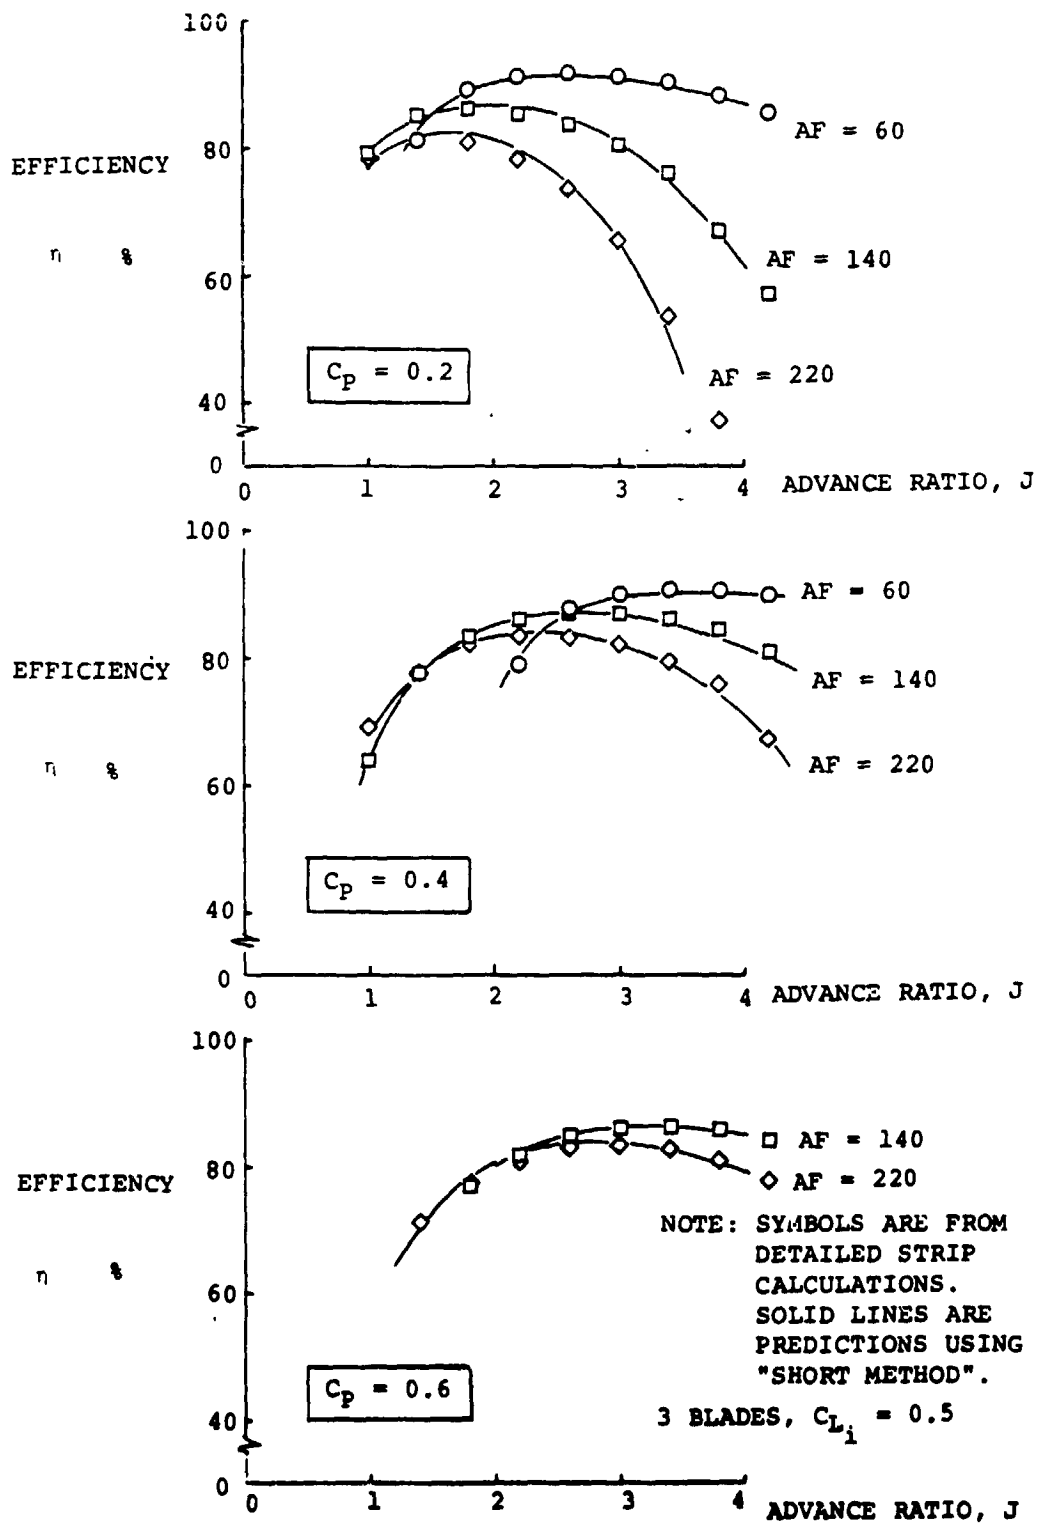 100
80
EFFICIENCY
η %
60
40
0
AF = 60
AF = 140
AF = 220
C_P = 0.2
0 1 2 3 4 ADVANCE RATIO, J
100
80
EFFICIENCY
η %
60
40
0
AF = 60
AF = 140
AF = 220
C_P = 0.4
0 1 2 3 4 ADVANCE RATIO, J
100
80
EFFICIENCY
η %
60
40
0
AF = 140
AF = 220
NOTE: SYMBOLS ARE FROM
DETAILED STRIP
CALCULATIONS.
SOLID LINES ARE
PREDICTIONS USING
"SHORT METHOD".
C_P = 0.6
3 BLADES, C_L_i = 0.5
0 1 2 3 4 ADVANCE RATIO, J